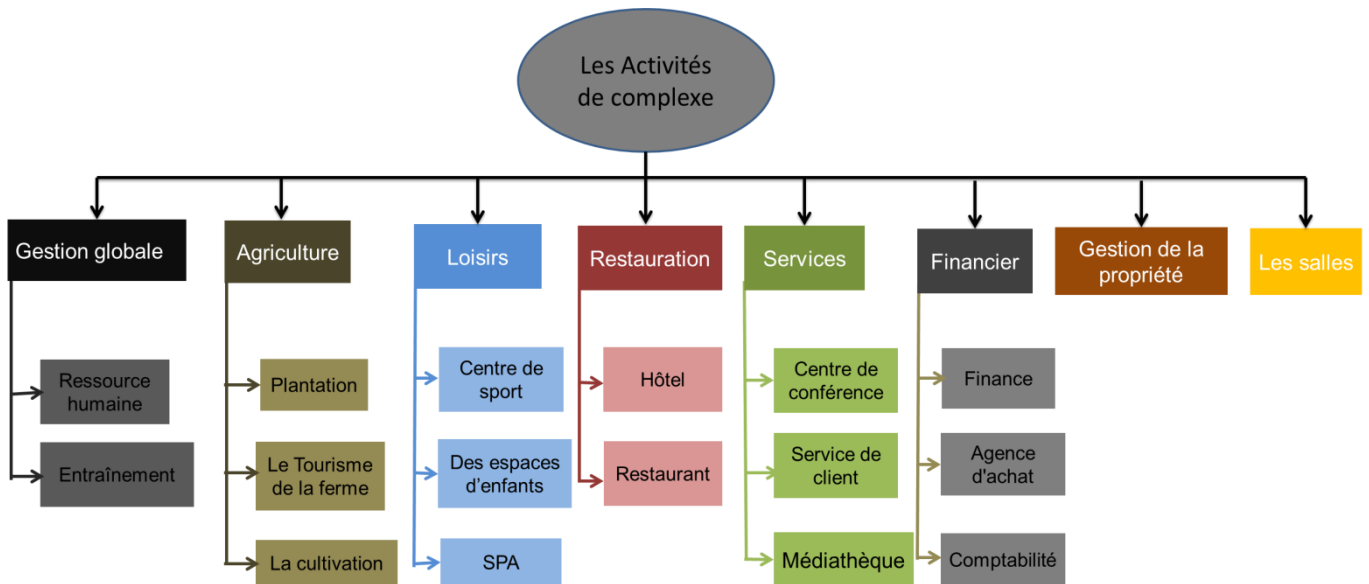 Les Activités
de complexe
Gestion globale
Agriculture
Loisirs
Restauration
Services
Financier
Gestion de la
propriété
Les salles
Ressource
humaine
Entraînement
Plantation
Le Tourisme
de la ferme
La cultivation
Centre de
sport
Des espaces
d’enfants
SPA
Hôtel
Restaurant
Centre de
conférence
Service de
client
Médiathèque
Finance
Agence
d'achat
Comptabilité